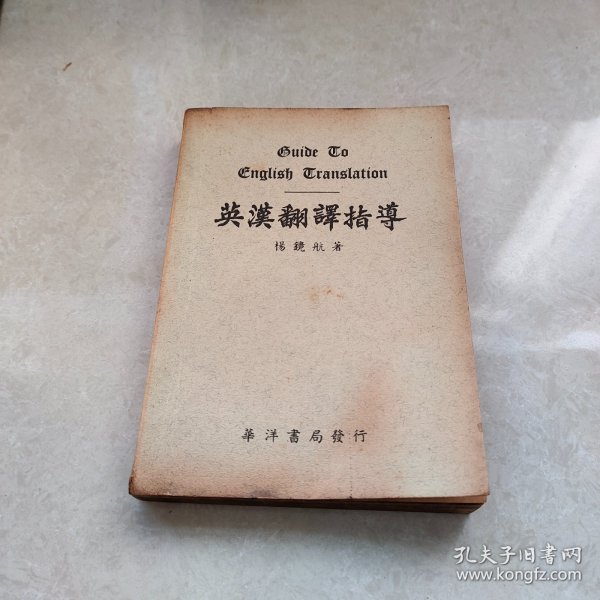 Guide To
English Translation
英漢翻譯指導
楊鏡航著
華洋書局發行
孔夫子旧书网
www.kongfz.com